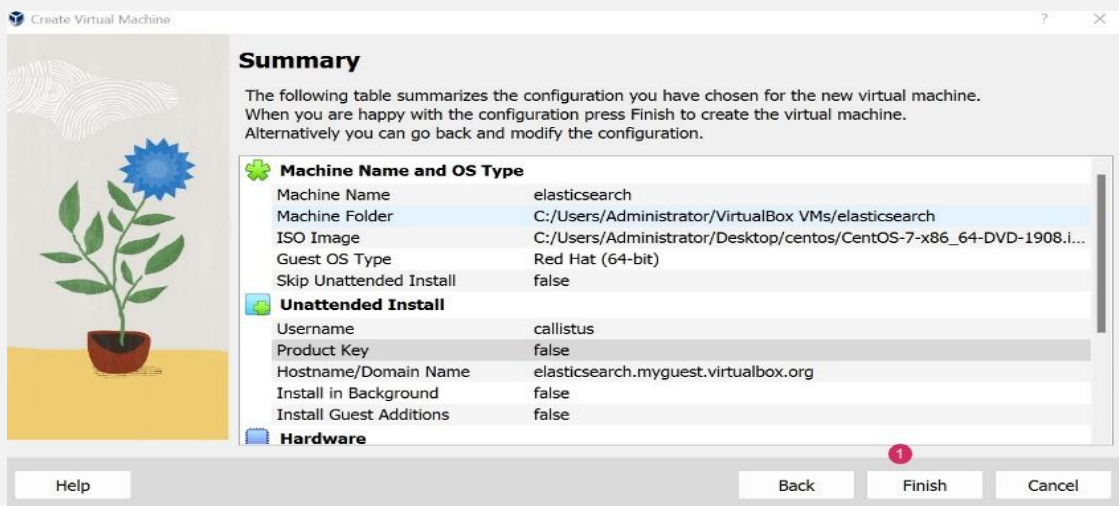 Create Virtual Machine
?
Summary
The following table summarizes the configuration you have chosen for the new virtual machine.
When you are happy with the configuration press Finish to create the virtual machine.
Alternatively you can go back and modify the configuration.
Machine Name and OS Type
Machine Name elasticsearch
Machine Folder C:/Users/Administrator/VirtualBox VMs/elasticsearch
ISO Image C:/Users/Administrator/Desktop/centos/CentOS-7-x86_64-DVD-1908.i...
Guest OS Type Red Hat (64-bit)
Skip Unattended Install false
Unattended Install
Username callistus
Product Key false
Hostname/Domain Name elasticsearch.myguest.virtualbox.org
Install in Background false
Install Guest Additions false
Hardware
1
Help Back Finish Cancel